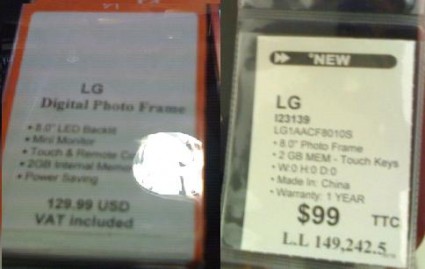 LG
Digital Photo Frame
• 8.0" LED Backlit
• Mini Monitor
• Touch & Remote
• 2GB Internal
• Power Saving
129.99 USD
VAT included
*NEW
LG
I23139
LG1AACF8010S
• 8.0" Photo Frame
• 2 GB MEM - Touch Keys
• W:0 H:0 D:0
• Made In: China
• Warranty: 1 YEAR
$99 TTC
L.L 149,242.5